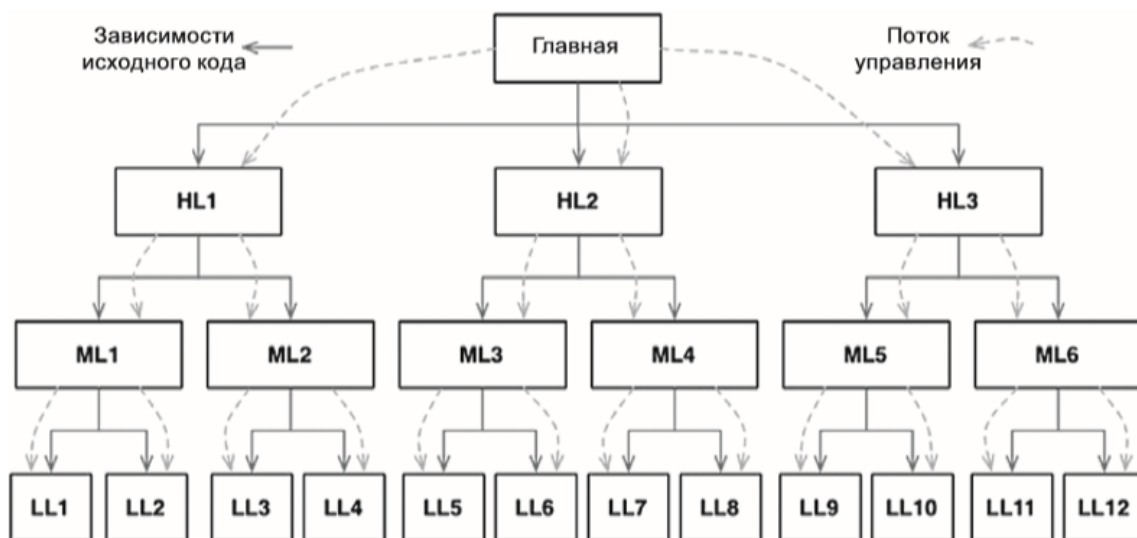 Зависимости
исходного кода
Главная
Поток
управления
HL1
HL2
HL3
ML1
ML2
ML3
ML4
ML5
ML6
LL1
LL2
LL3
LL4
LL5
LL6
LL7
LL8
LL9
LL10
LL11
LL12